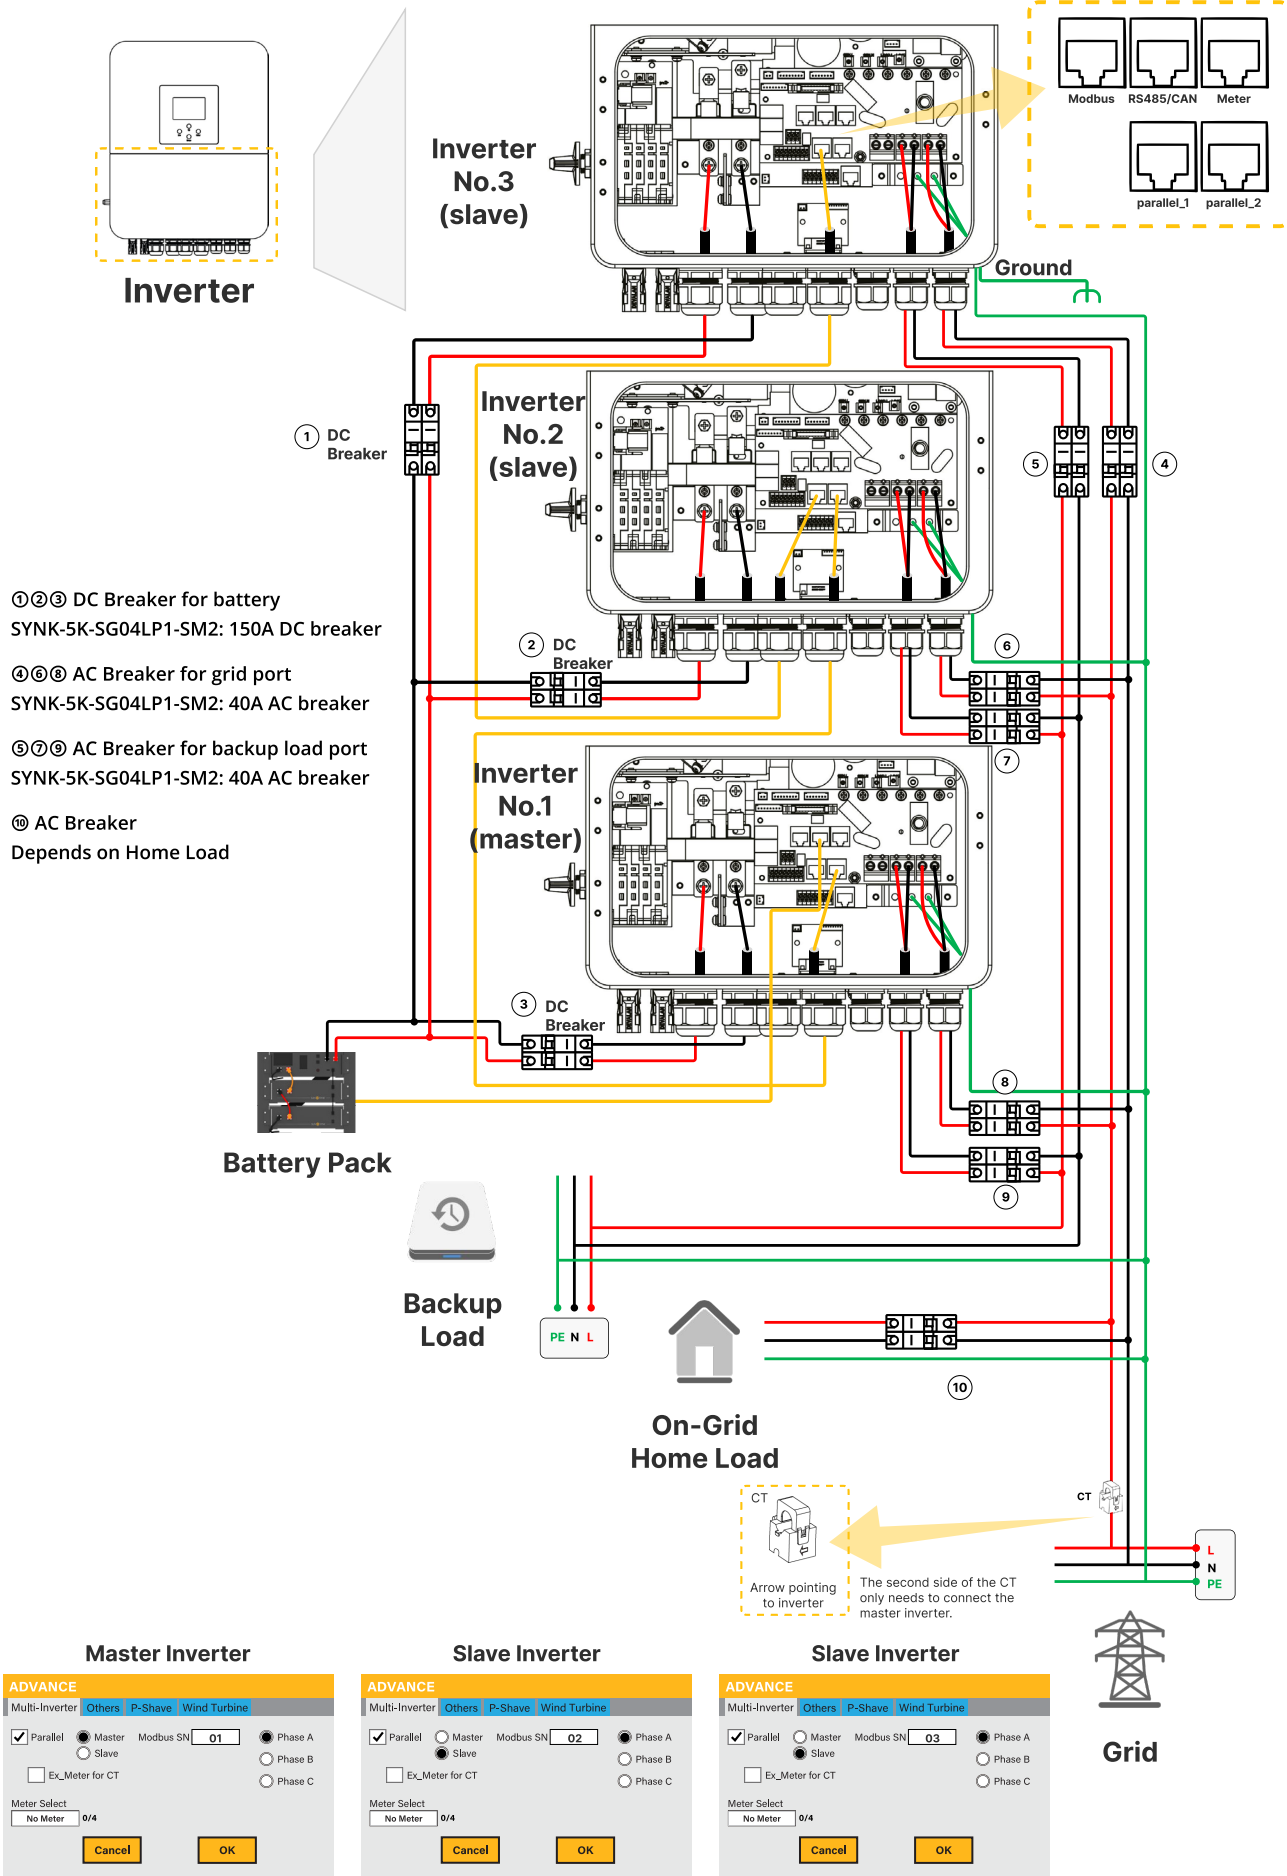 Inverter
Inverter
No.3
(slave)
Modbus RS485/CAN Meter
parallel_1 parallel_2
Ground
Inverter
No.2
(slave)
① DC
Breaker
⑤
④
①②③ DC Breaker for battery
SYNK-5K-SG04LP1-SM2: 150A DC breaker
④⑥⑧ AC Breaker for grid port
SYNK-5K-SG04LP1-SM2: 40A AC breaker
⑤⑦⑨ AC Breaker for backup load port
SYNK-5K-SG04LP1-SM2: 40A AC breaker
⑩ AC Breaker
Depends on Home Load
② DC
Breaker
⑥
⑦
Inverter
No.1
(master)
③ DC
Breaker
⑧
⑨
Battery Pack
Backup
Load
PE N L
⑩
On-Grid
Home Load
CT
CT
Arrow pointing
to inverter
The second side of the CT
only needs to connect the
master inverter.
L
N
PE
Grid
Master Inverter
ADVANCE
Multi-Inverter Others P-Shave Wind Turbine
Parallel Master Modbus SN 01 Phase A
Slave
Phase B
Ex_Meter for CT
Phase C
Meter Select
No Meter 0/4
Cancel OK
Slave Inverter
ADVANCE
Multi-Inverter Others P-Shave Wind Turbine
Parallel Master Modbus SN 02 Phase A
Slave
Phase B
Ex_Meter for CT
Phase C
Meter Select
No Meter 0/4
Cancel OK
Slave Inverter
ADVANCE
Multi-Inverter Others P-Shave Wind Turbine
Parallel Master Modbus SN 03 Phase A
Slave
Phase B
Ex_Meter for CT
Phase C
Meter Select
No Meter 0/4
Cancel OK